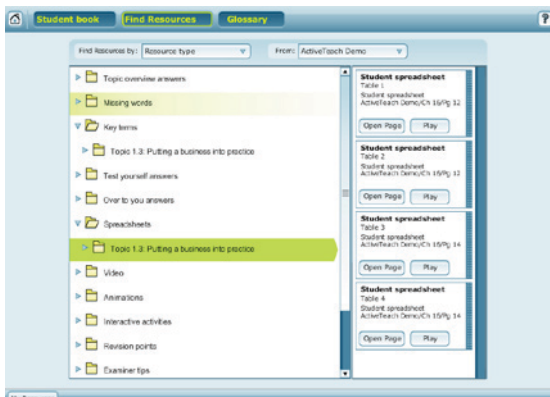 Student book Find Resources Glossary ?
Find Resources by: Resource type From: ActiveTeach Demo
Topic overview answers
Missing words
Key terms
Topic 1.3: Putting a business into practice
Test yourself answers
Over to you answers
Spreadsheets
Topic 1.3: Putting a business into practice
Video
Animations
Interactive activities
Revision points
Examiner tips
Student spreadsheet
Table 1
Student spreadsheet
ActiveTeach Demo/Ch 16/Pg 12
Open Page Play
Student spreadsheet
Table 2
Student spreadsheet
ActiveTeach Demo/Ch 16/Pg 12
Open Page Play
Student spreadsheet
Table 3
Student spreadsheet
ActiveTeach Demo/Ch 16/Pg 14
Open Page Play
Student spreadsheet
Table 4
Student spreadsheet
ActiveTeach Demo/Ch 16/Pg 14
Open Page Play